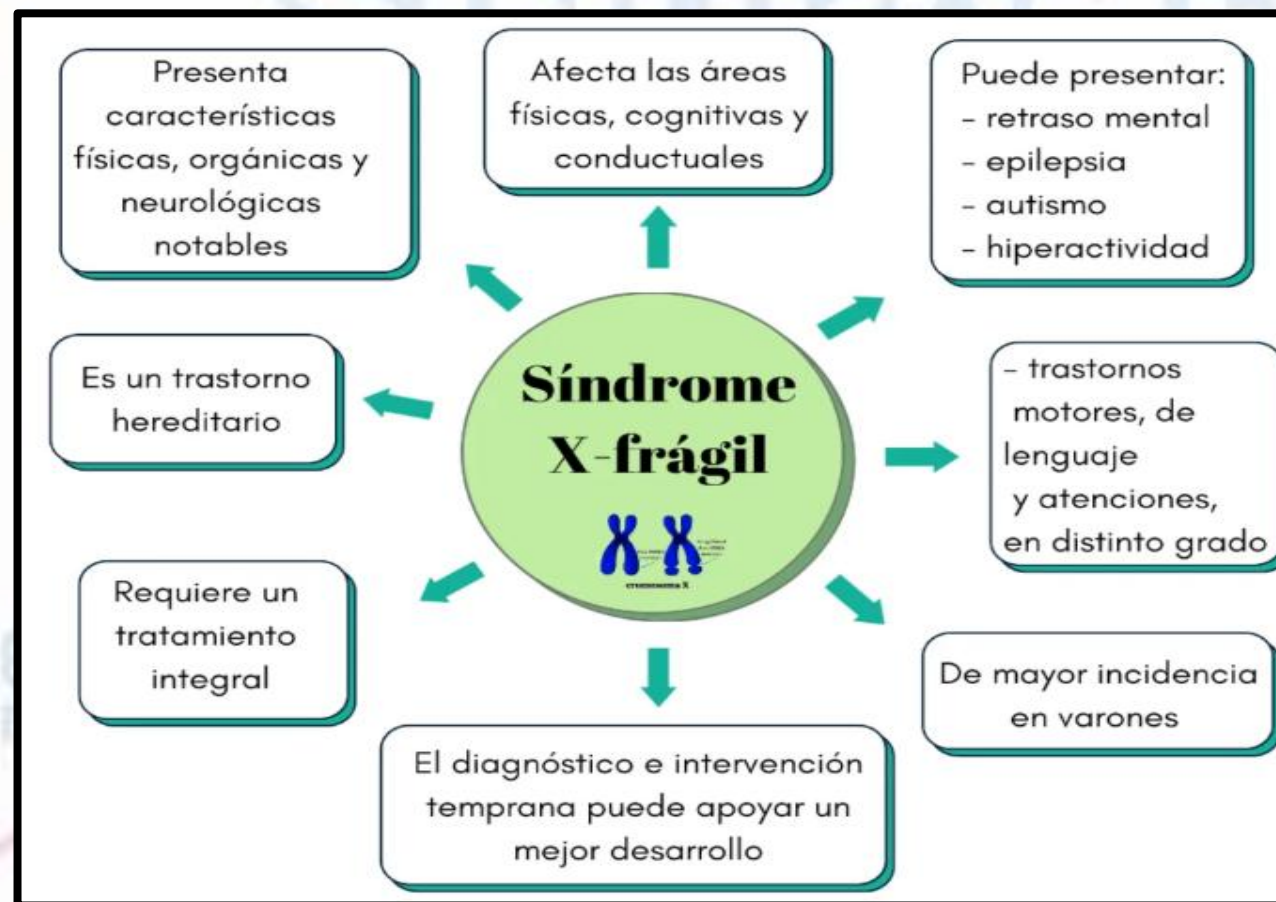 Presenta
características
físicas, orgánicas y
neurológicas
notables
Afecta las áreas
físicas, cognitivas y
conductuales
Puede presentar:
- retraso mental
- epilepsia
- autismo
- hiperactividad
Es un trastorno
hereditario
Síndrome
X-frágil
cromosoma X
- trastornos
motores, de
lenguaje
y atenciones,
en distinto grado
Requiere un
tratamiento
integral
De mayor incidencia
en varones
El diagnóstico e intervención
temprana puede apoyar un
mejor desarrollo